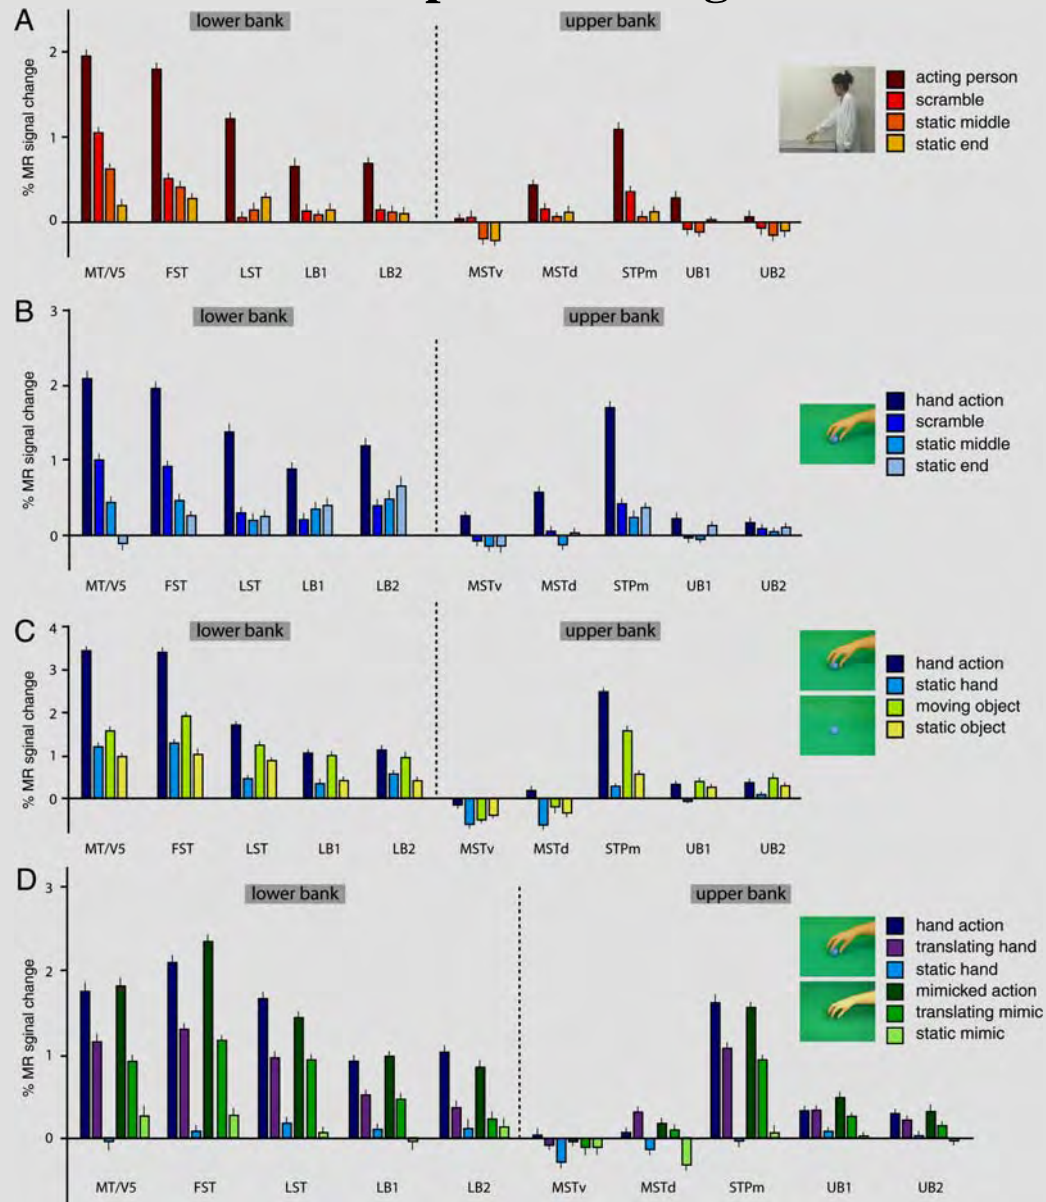 A
lower bank
upper bank
% MR signal change
2
1
0
acting person
scramble
static middle
static end
MT/V5 FST LST LB1 LB2 MSTv MSTd STPm UB1 UB2
B
lower bank
upper bank
% MR signal change
3
2
1
0
hand action
scramble
static middle
static end
MT/V5 FST LST LB1 LB2 MSTv MSTd STPm UB1 UB2
C
lower bank
upper bank
% MR sginal change
4
3
2
1
0
hand action
static hand
moving object
static object
MT/V5 FST LST LB1 LB2 MSTv MSTd STPm UB1 UB2
D
lower bank
upper bank
% MR sginal change
3
2
1
0
hand action
translating hand
static hand
mimicked action
translating mimic
static mimic
MT/V5 FST LST LB1 LB2 MSTv MSTd STPm UB1 UB2